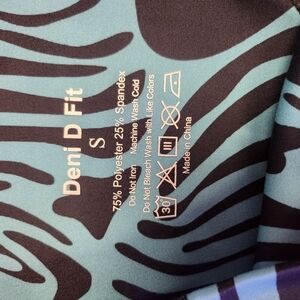 Deni D Fit
S
75% Polyester 25% Spandex
Do Not Iron Machine Wash Cold
Do Not Bleach Wash with Like Colors
30
Made in China